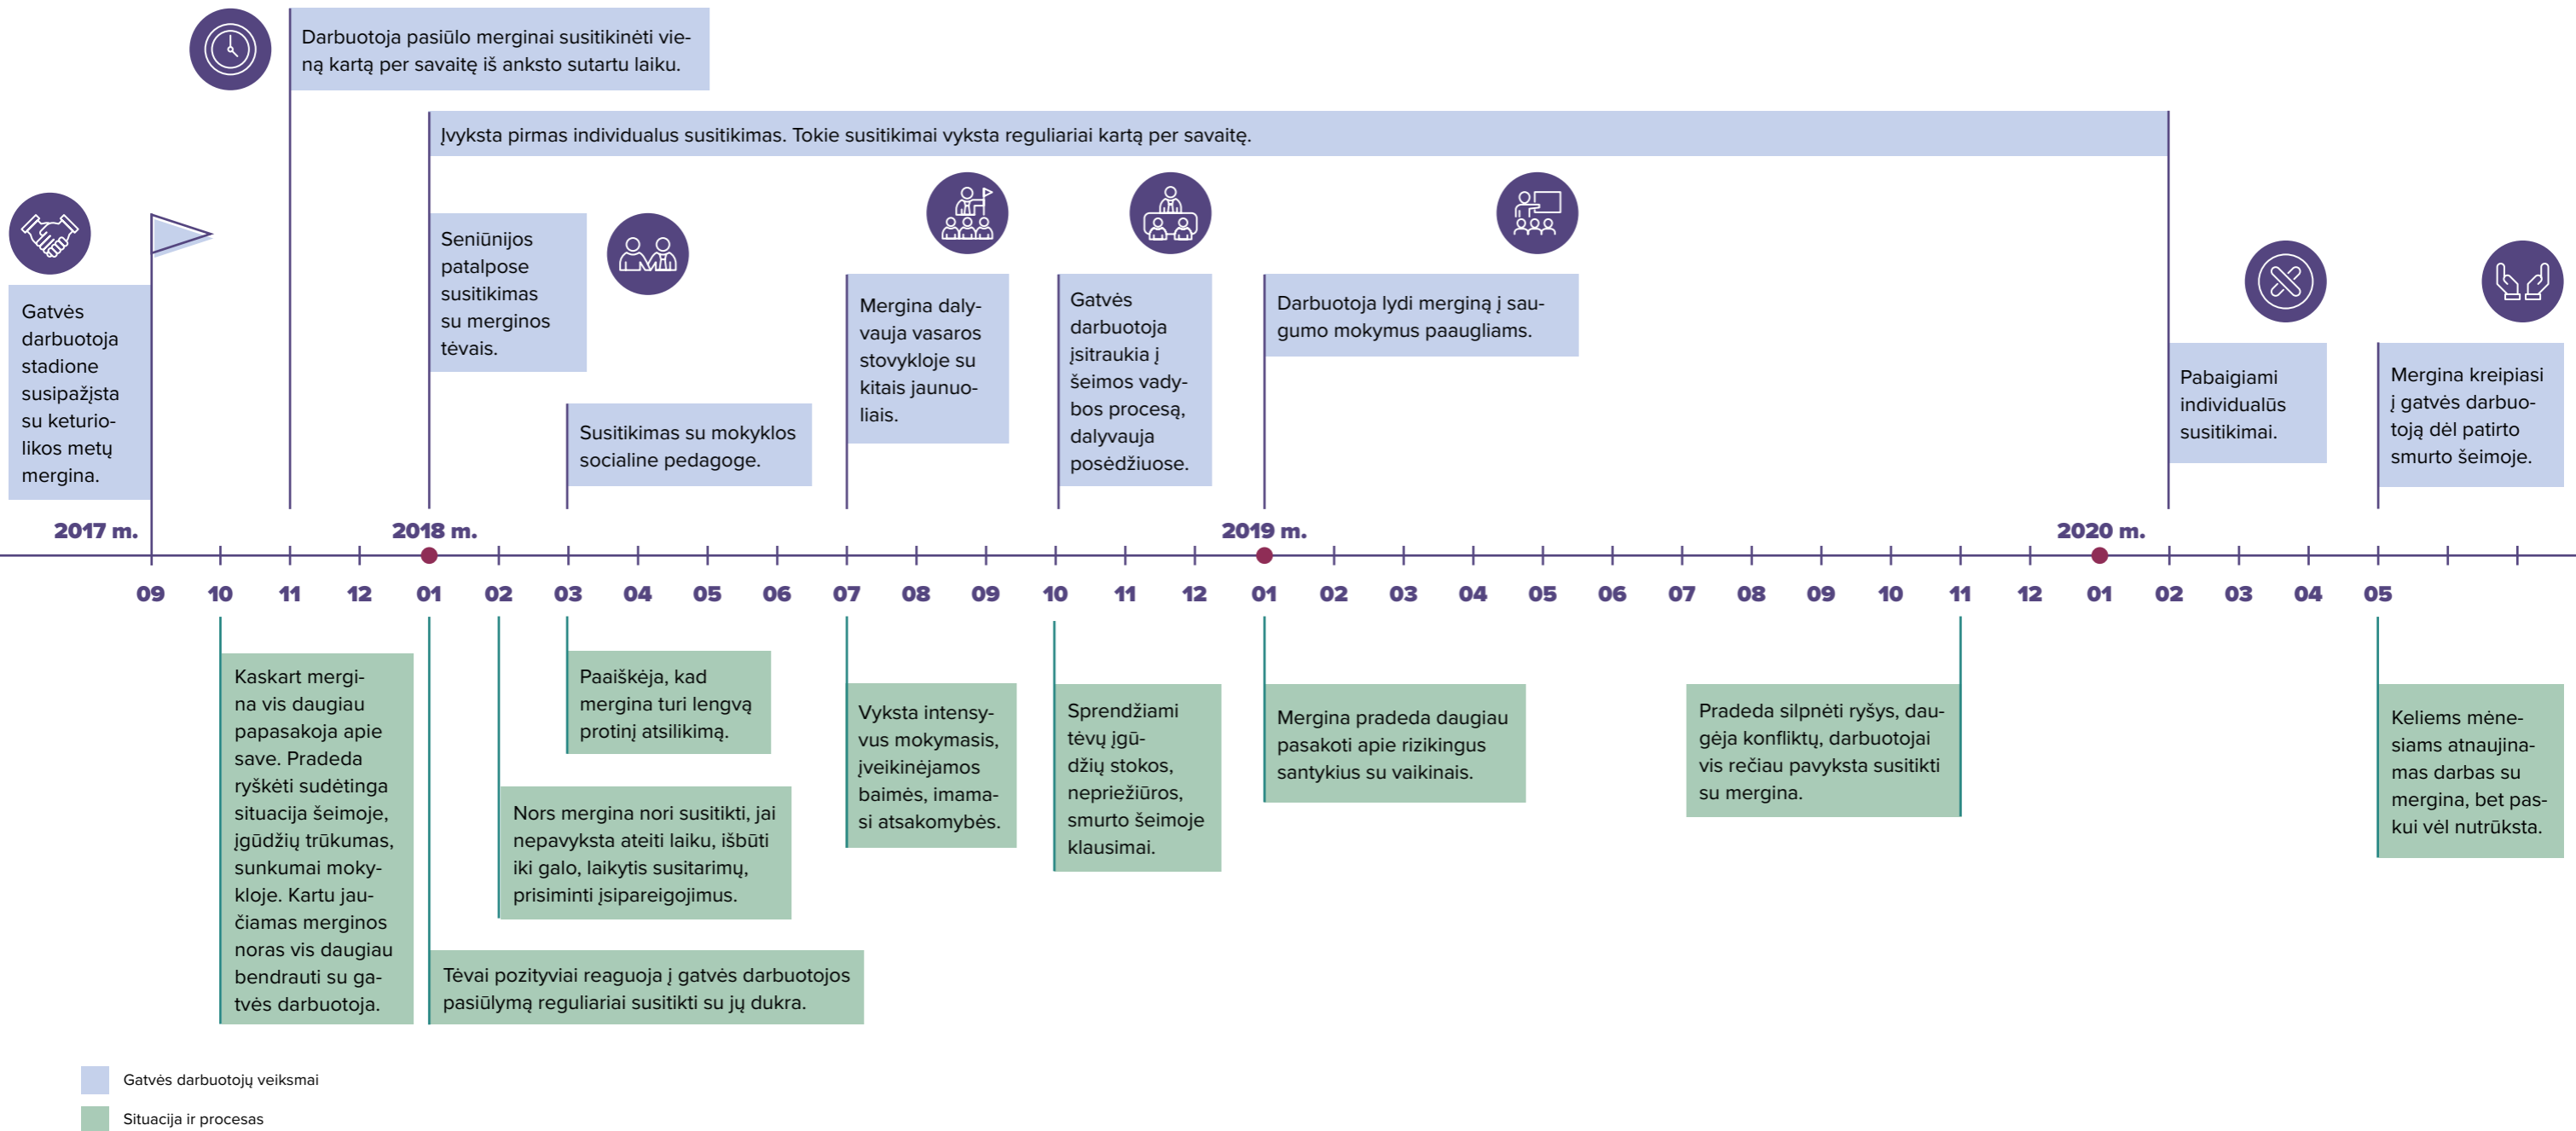 Darbuotoja pasiūlo merginai susitikinėti vie-
ną kartą per savaitę iš anksto sutartu laiku.
Įvyksta pirmas individualus susitikimas. Tokie susitikimai vyksta reguliariai kartą per savaitę.
Gatvės
darbuotoja
stadione
susipažįsta
su keturio-
likos metų
mergina.
Seniūnijos
patalpose
susitikimas
su merginos
tėvais.
Susitikimas su mokyklos
socialine pedagoge.
Mergina daly-
vauja vasaros
stovykloje su
kitais jaunuo-
liais.
Gatvės
darbuotoja
įsitraukia į
šeimos vady-
bos procesą,
dalyvauja
posėdžiuose.
Darbuotoja lydi merginą į sau-
gumo mokymus paaugliams.
Pabaigiami
individualūs
susitikimai.
Mergina kreipiasi
į gatvės darbuo-
toją dėl patirto
smurto šeimoje.
2017 m. 2018 m. 2019 m. 2020 m.
09 10 11 12 01 02 03 04 05 06 07 08 09 10 11 12 01 02 03 04 05 06 07 08 09 10 11 12 01 02 03 04 05
Kaskart mergi-
na vis daugiau
papasakoja apie
save. Pradeda
ryškėti sudėtinga
situacija šeimoje,
įgūdžių trūkumas,
sunkumai moky-
kloje. Kartu jau-
čiamas merginos
noras vis daugiau
bendrauti su ga-
tvės darbuotoja.
Tėvai pozityviai reaguoja į gatvės darbuotojos
pasiūlymą reguliariai susitikti su jų dukra.
Nors mergina nori susitikti, jai
nepavyksta ateiti laiku, išbūti
iki galo, laikytis susitarimų,
prisiminti įsipareigojimus.
Paaiškėja, kad
mergina turi lengvą
protinį atsilikimą.
Vyksta intensy-
vus mokymasis,
įveikinėjamos
baimės, imama-
si atsakomybės.
Sprendžiami
tėvų įgū-
džių stokos,
nepriežiūros,
smurto šeimoje
klausimai.
Mergina pradeda daugiau
pasakoti apie rizikingus
santykius su vaikinais.
Pradeda silpnėti ryšys, dau-
gėja konfliktų, darbuotojai
vis rečiau pavyksta susitikti
su mergina.
Keliems mėne-
siams atnaujina-
mas darbas su
mergina, bet pas-
kui vėl nutrūksta.
Gatvės darbuotojų veiksmai
Situacija ir procesas